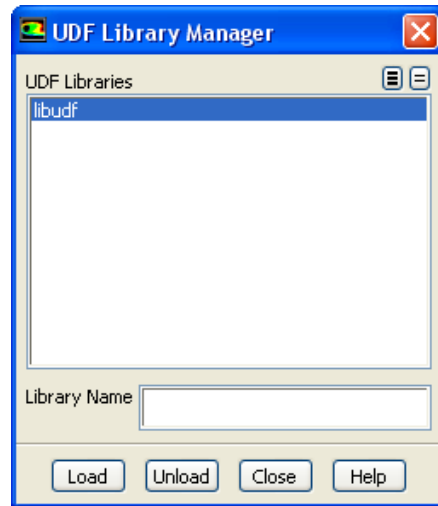 UDF Library Manager
UDF Libraries
libudf
Library Name
Load Unload Close Help